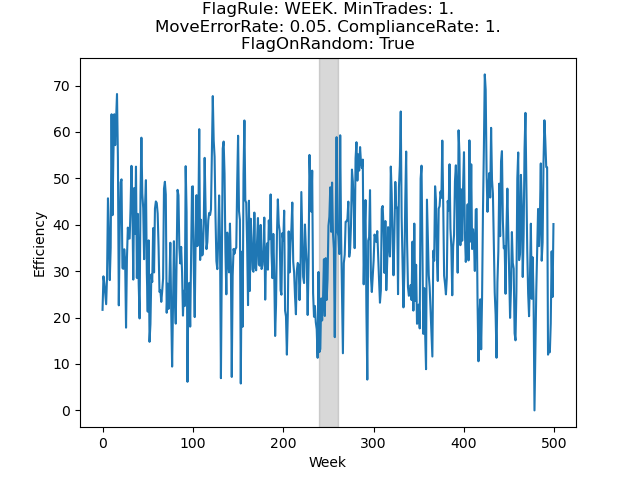 FlagRule: WEEK. MinTrades: 1.
MoveErrorRate: 0.05. ComplianceRate: 1.
FlagOnRandom: True
70
60
50
40
30
20
10
0
Efficiency
0 100 200 300 400 500
Week